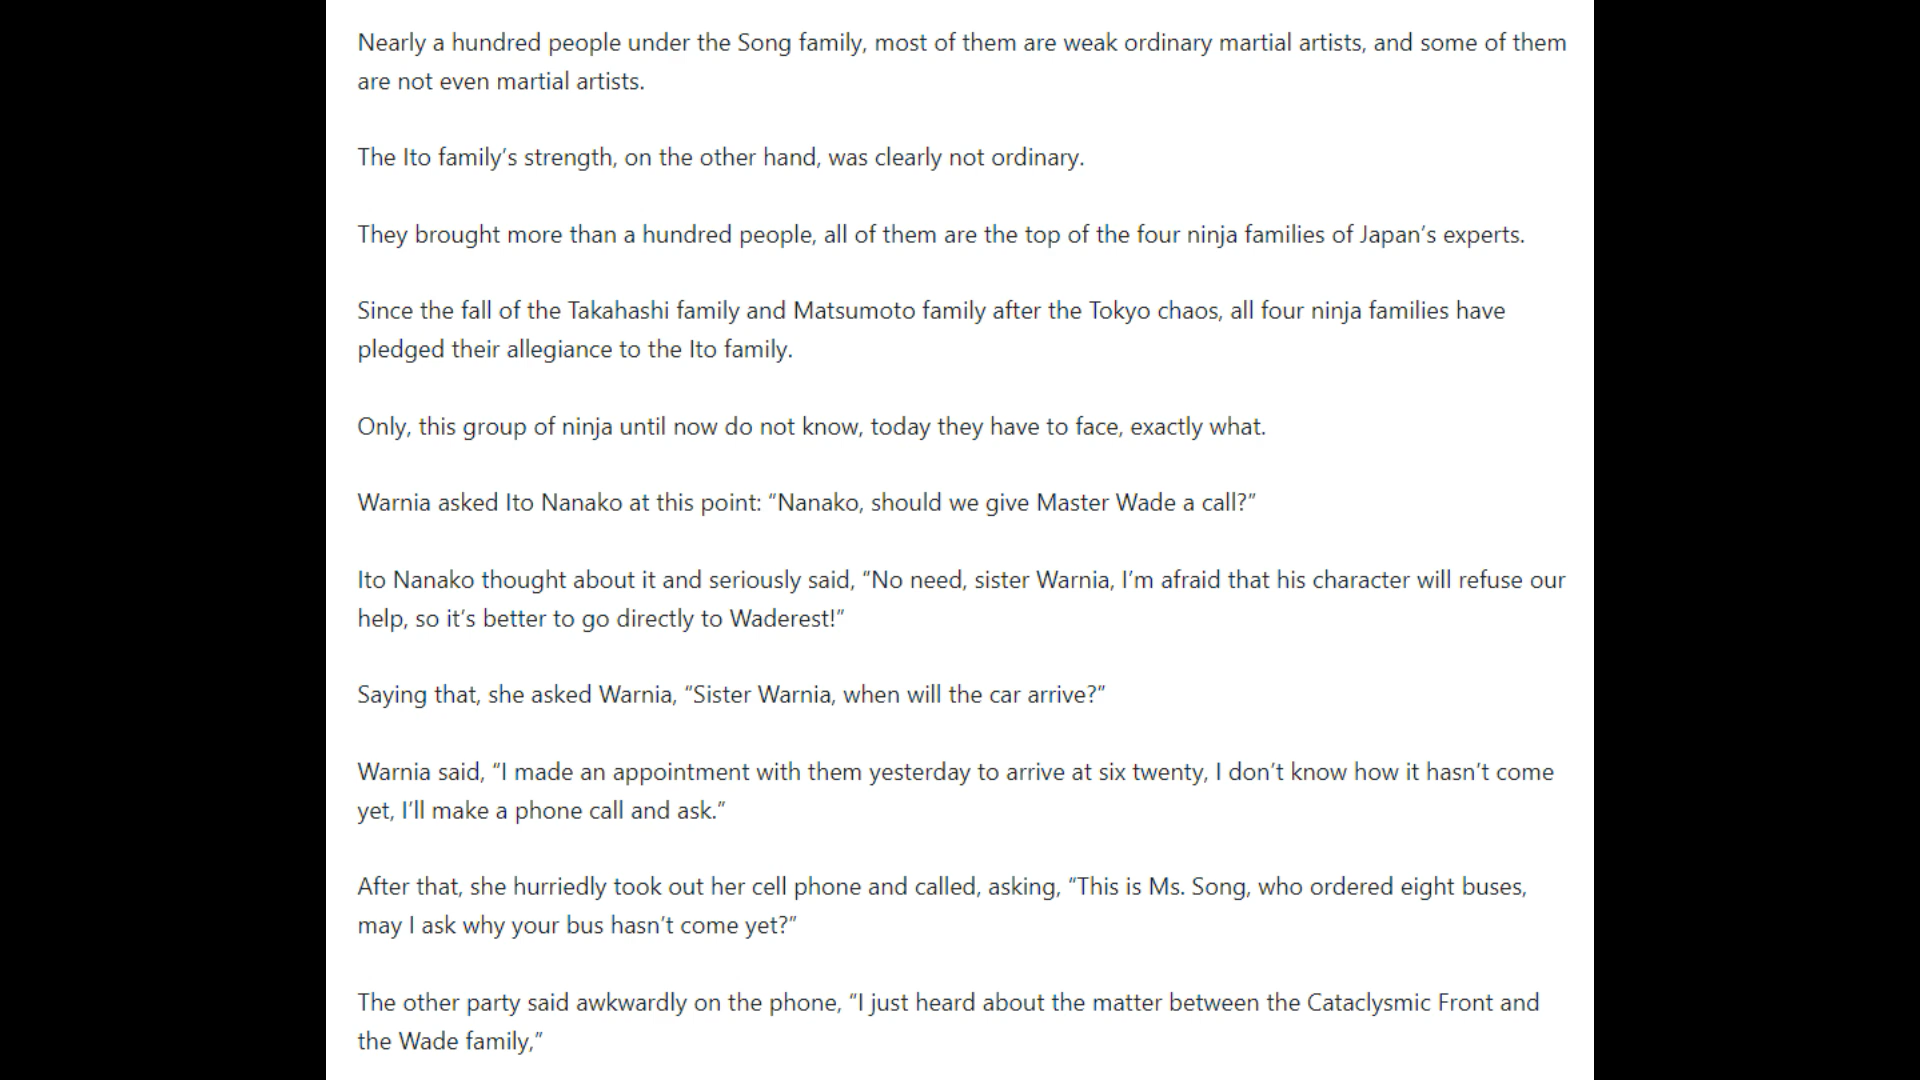 Nearly a hundred people under the Song family, most of them are weak ordinary martial artists, and some of them
are not even martial artists.
The Ito family’s strength, on the other hand, was clearly not ordinary.
They brought more than a hundred people, all of them are the top of the four ninja families of Japan’s experts.
Since the fall of the Takahashi family and Matsumoto family after the Tokyo chaos, all four ninja families have
pledged their allegiance to the Ito family.
Only, this group of ninja until now do not know, today they have to face, exactly what.
Warnia asked Ito Nanako at this point: “Nanako, should we give Master Wade a call?”
Ito Nanako thought about it and seriously said, “No need, sister Warnia, I’m afraid that his character will refuse our
help, so it’s better to go directly to Waderest!”
Saying that, she asked Warnia, “Sister Warnia, when will the car arrive?”
Warnia said, “I made an appointment with them yesterday to arrive at six twenty, I don’t know how it hasn’t come
yet, I’ll make a phone call and ask.”
After that, she hurriedly took out her cell phone and called, asking, “This is Ms. Song, who ordered eight buses,
may I ask why your bus hasn’t come yet?”
The other party said awkwardly on the phone, “I just heard about the matter between the Cataclysmic Front and
the Wade family,”